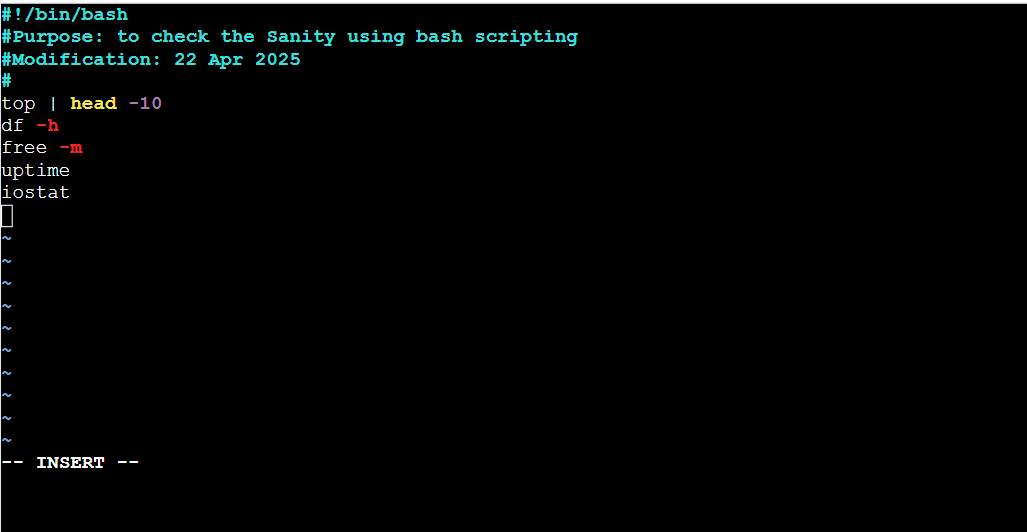 #!/bin/bash
#Purpose: to check the Sanity using bash scripting
#Modification: 22 Apr 2025
#
top | head -10
df -h
free -m
uptime
iostat
~
~
~
~
~
~
~
~
~
~
-- INSERT --